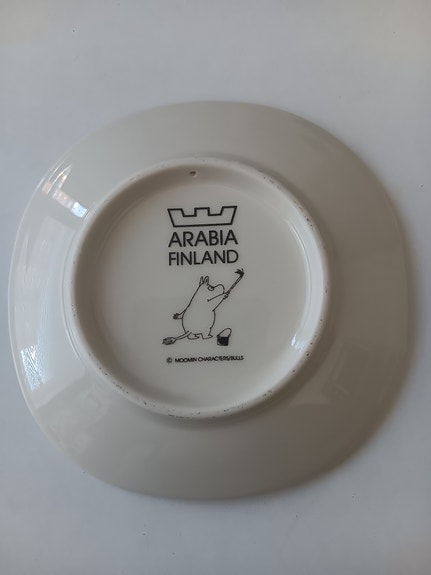 ARABIA
FINLAND
© MOOMIN CHARACTERS/BULLS